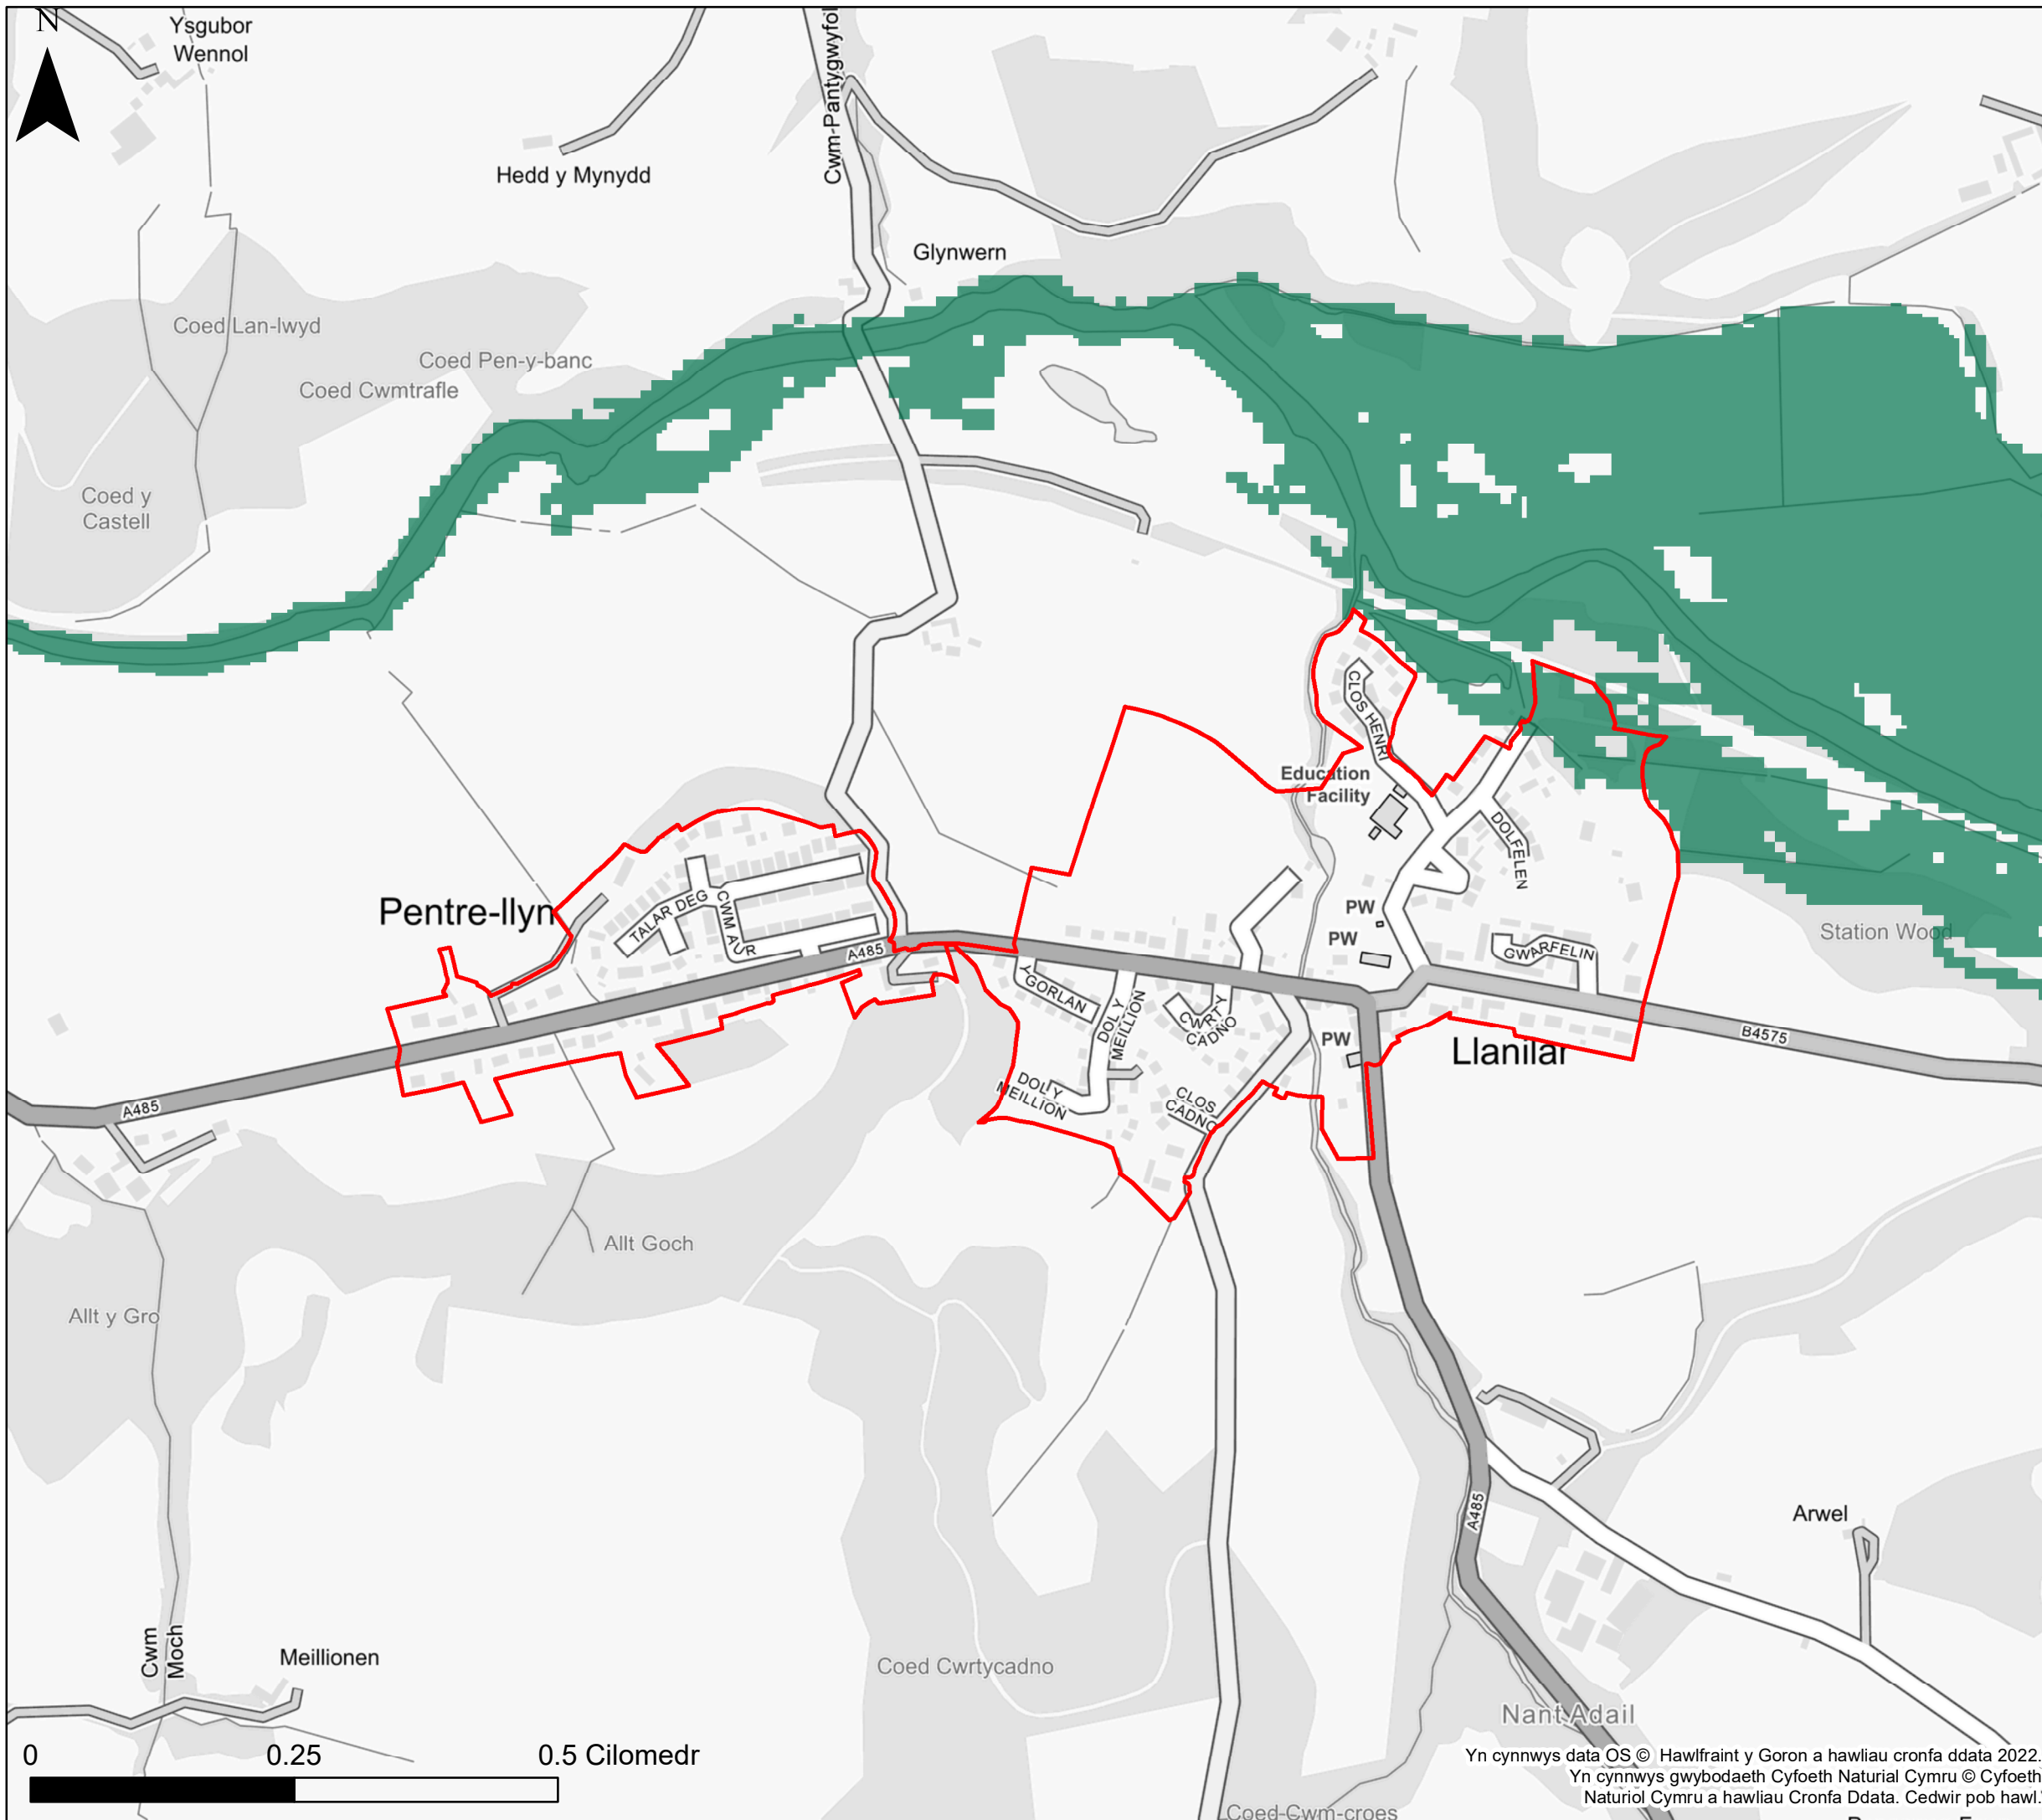 N
Ysgubor
Wennol
Hedd y Mynydd
Cwm-Pantygwyfol
Glynwern
Coed Lan-lwyd
Coed Pen-y-banc
Coed Cwmtrafle
Coed y
Castell
CLOS HENRI
Education
Facility
DOLFELEN
Pentre-llyn
TALAR DEG
CWM AUR
A485
PW
PW
Station Wood
GWARFELIN
Y GORLAN
DOL Y
MEILLION
CWRT Y
CADNO
PW
Llanilar
B4575
DOL Y
MEILLION
CLOS
CADNO
A485
Allt Goch
Allt y Gro
A485
Arwel
Cwm
Moch
Meillionen
Coed Cwrtycadno
Nant Adail
0 0.25 0.5 Cilomedr
Yn cynnwys data OS © Hawlfraint y Goron a hawliau cronfa ddata 2022.
Yn cynnwys gwybodaeth Cyfoeth Naturial Cymru © Cyfoeth
Naturiol Cymru a hawliau Cronfa Ddata. Cedwir pob hawl.
Coed-Cwm-croes